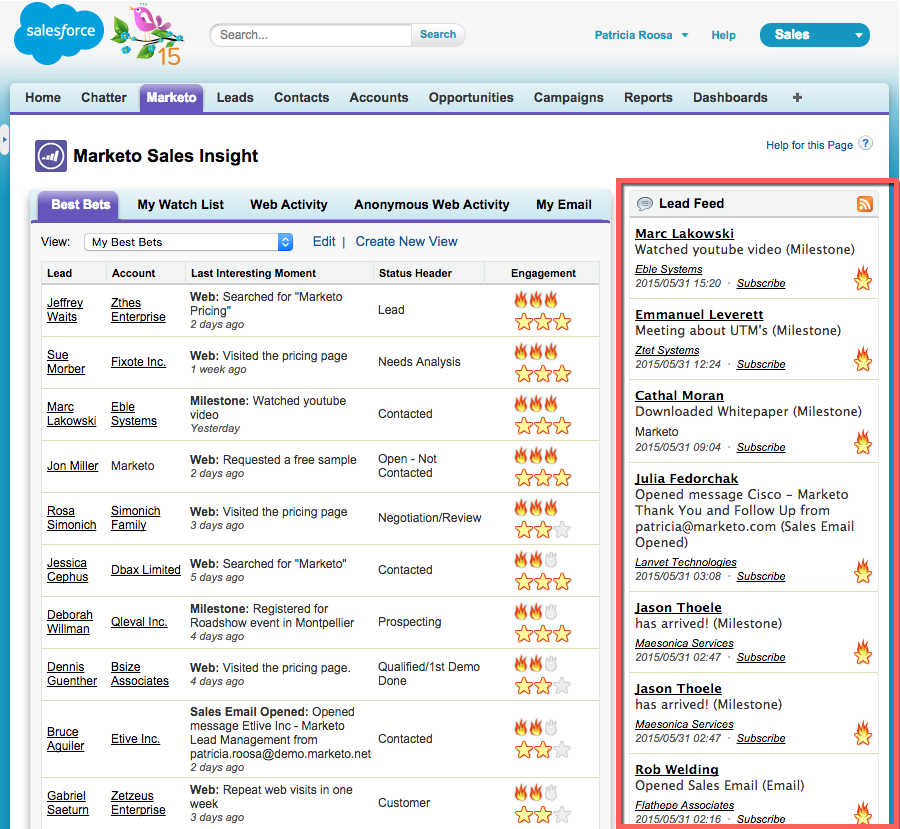 salesforce
15
Search...
Search
Patricia Roosa
Help
Sales
Home Chatter Marketo Leads Contacts Accounts Opportunities Campaigns Reports Dashboards +
Marketo Sales Insight
Help for this Page ?
Best Bets My Watch List Web Activity Anonymous Web Activity My Email
View: My Best Bets Edit | Create New View
Lead Account Last Interesting Moment Status Header Engagement
Jeffrey
Waits
Zthes
Enterprise
Web: Searched for "Marketo
Pricing"
2 days ago
Lead
Sue
Morber
Fixote Inc.
Web: Visited the pricing page
1 week ago
Needs Analysis
Marc
Lakowski
Eble
Systems
Milestone: Watched youtube
video
Yesterday
Contacted
Jon Miller
Marketo
Web: Requested a free sample
2 days ago
Open - Not
Contacted
Rosa
Simonich
Simonich
Family
Web: Visited the pricing page
3 days ago
Negotiation/Review
Jessica
Cephus
Dbax Limited
Web: Searched for "Marketo"
5 days ago
Contacted
Deborah
Willman
Qleval Inc.
Milestone: Registered for
Roadshow event in Montpellier
4 days ago
Prospecting
Dennis
Guenther
Bsize
Associates
Web: Visited the pricing page.
4 days ago
Qualified/1st Demo
Done
Bruce
Aguiler
Etive Inc.
Sales Email Opened: Opened
message Etlive Inc - Marketo
Lead Management from
patricia.roosa@demo.marketo.net
2 days ago
Contacted
Gabriel
Saeturn
Zetzeus
Enterprise
Web: Repeat web visits in one
week
3 days ago
Customer
Lead Feed
Marc Lakowski
Watched youtube video (Milestone)
Eble Systems
2015/05/31 15:20 · Subscribe
Emmanuel Leverett
Meeting about UTM's (Milestone)
Ztet Systems
2015/05/31 12:24 · Subscribe
Cathal Moran
Downloaded Whitepaper (Milestone)
Marketo
2015/05/31 09:04 · Subscribe
Julia Fedorchak
Opened message Cisco – Marketo
Thank You and Follow Up from
patricia@marketo.com (Sales Email
Opened)
Lanvet Technologies
2015/05/31 03:08 · Subscribe
Jason Thoele
has arrived! (Milestone)
Maesonica Services
2015/05/31 02:47 · Subscribe
Jason Thoele
has arrived! (Milestone)
Maesonica Services
2015/05/31 02:47 · Subscribe
Rob Welding
Opened Sales Email (Email)
Flathepe Associates
2015/05/31 02:16 · Subscribe